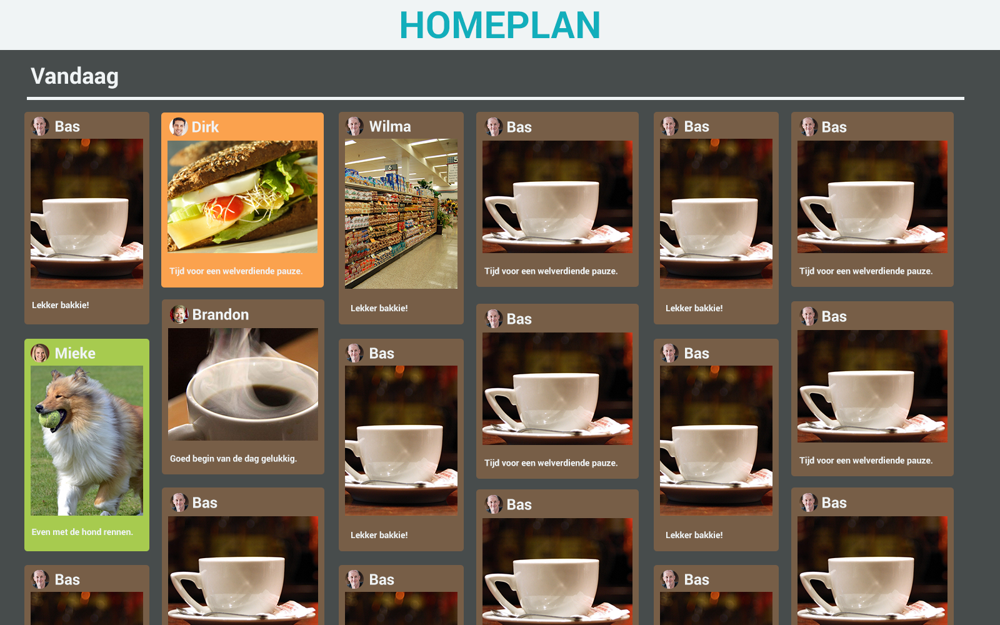 HOMEPLAN
Vandaag
Bas
Lekker bakkie!
Mieke
Even met de hond rennen.
Bas
Dirk
Tijd voor een welverdiende pauze.
Brandon
Goed begin van de dag gelukkig.
Bas
Wilma
6
5
Lekker bakkie!
Bas
Lekker bakkie!
Bas
Bas
Tijd voor een welverdiende pauze.
Bas
Tijd voor een welverdiende pauze.
Bas
Bas
Lekker bakkie!
Bas
Lekker bakkie!
Bas
Bas
Tijd voor een welverdiende pauze.
Bas
Tijd voor een welverdiende pauze.
Bas